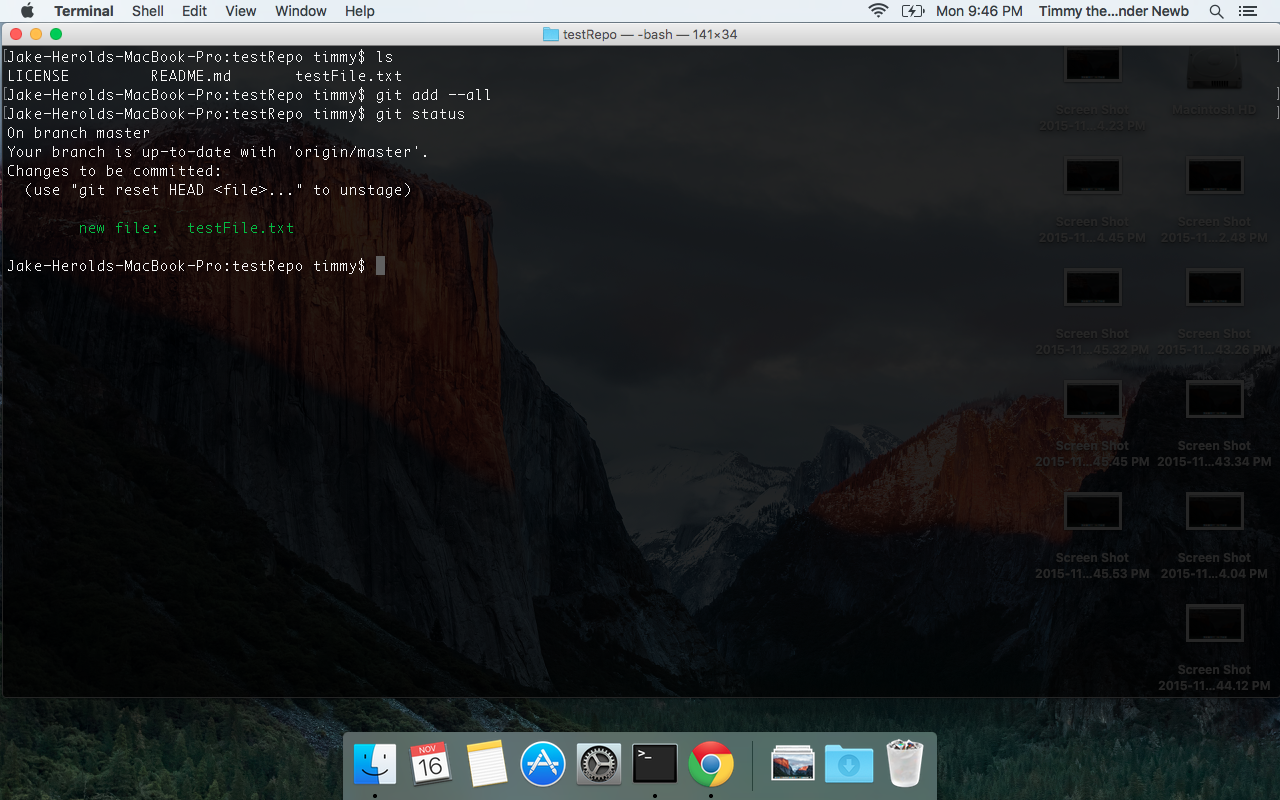 Terminal Shell Edit View Window Help Mon 9:46 PM Timmy the...nder Newb
testRepo — -bash — 141×34
[Jake-Herolds-MacBook-Pro:testRepo timmy$ ls ]
LICENSE README.md testFile.txt
[Jake-Herolds-MacBook-Pro:testRepo timmy$ git add --all ]
[Jake-Herolds-MacBook-Pro:testRepo timmy$ git status ]
On branch master
Your branch is up-to-date with 'origin/master'.
Changes to be committed:
(use "git reset HEAD <file>..." to unstage)
new file: testFile.txt
Jake-Herolds-MacBook-Pro:testRepo timmy$
Screen Shot Macintosh HD
2015-11...4.23 PM
Screen Shot Screen Shot
2015-11...4.45 PM 2015-11...2.48 PM
Screen Shot Screen Shot
2015-11...45.32 PM 2015-11...43.26 PM
Screen Shot Screen Shot
2015-11...45.45 PM 2015-11...43.34 PM
Screen Shot Screen Shot
2015-11...45.53 PM 2015-11...4.04 PM
Screen Shot
2015-11...44.12 PM
NOV
16
>_